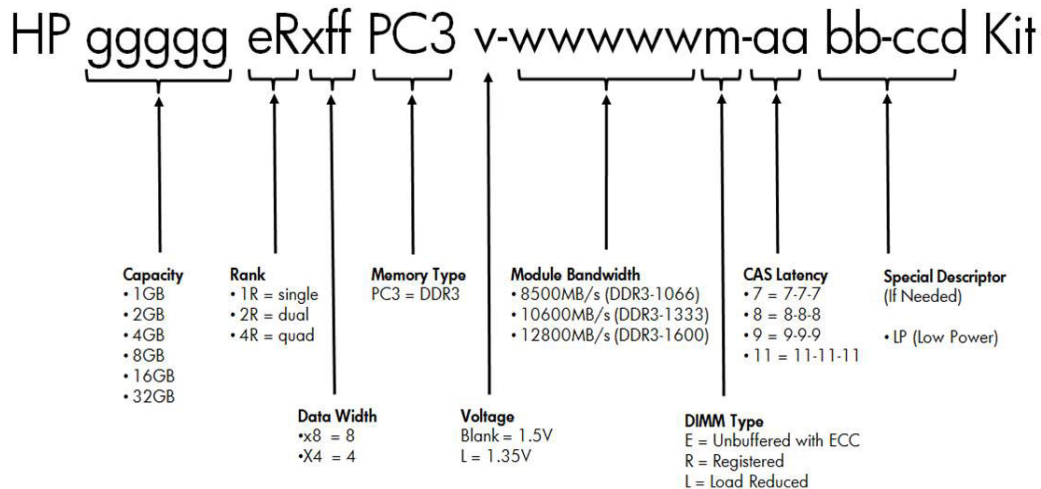 HP ggggg eRxff PC3 v-wwwwwm-aa bb-ccd Kit
Capacity
• 1GB
• 2GB
• 4GB
• 8GB
• 16GB
• 32GB
Rank
• 1R = single
• 2R = dual
• 4R = quad
Memory Type
PC3 = DDR3
Module Bandwidth
• 8500MB/s (DDR3-1066)
• 10600MB/s (DDR3-1333)
• 12800MB/s (DDR3-1600)
CAS Latency
• 7 = 7-7-7
• 8 = 8-8-8
• 9 = 9-9-9
• 11 = 11-11-11
Special Descriptor
(If Needed)
• LP (Low Power)
Data Width
•x8 = 8
•X4 = 4
Voltage
Blank = 1.5V
L = 1.35V
DIMM Type
E = Unbuffered with ECC
R = Registered
L = Load Reduced